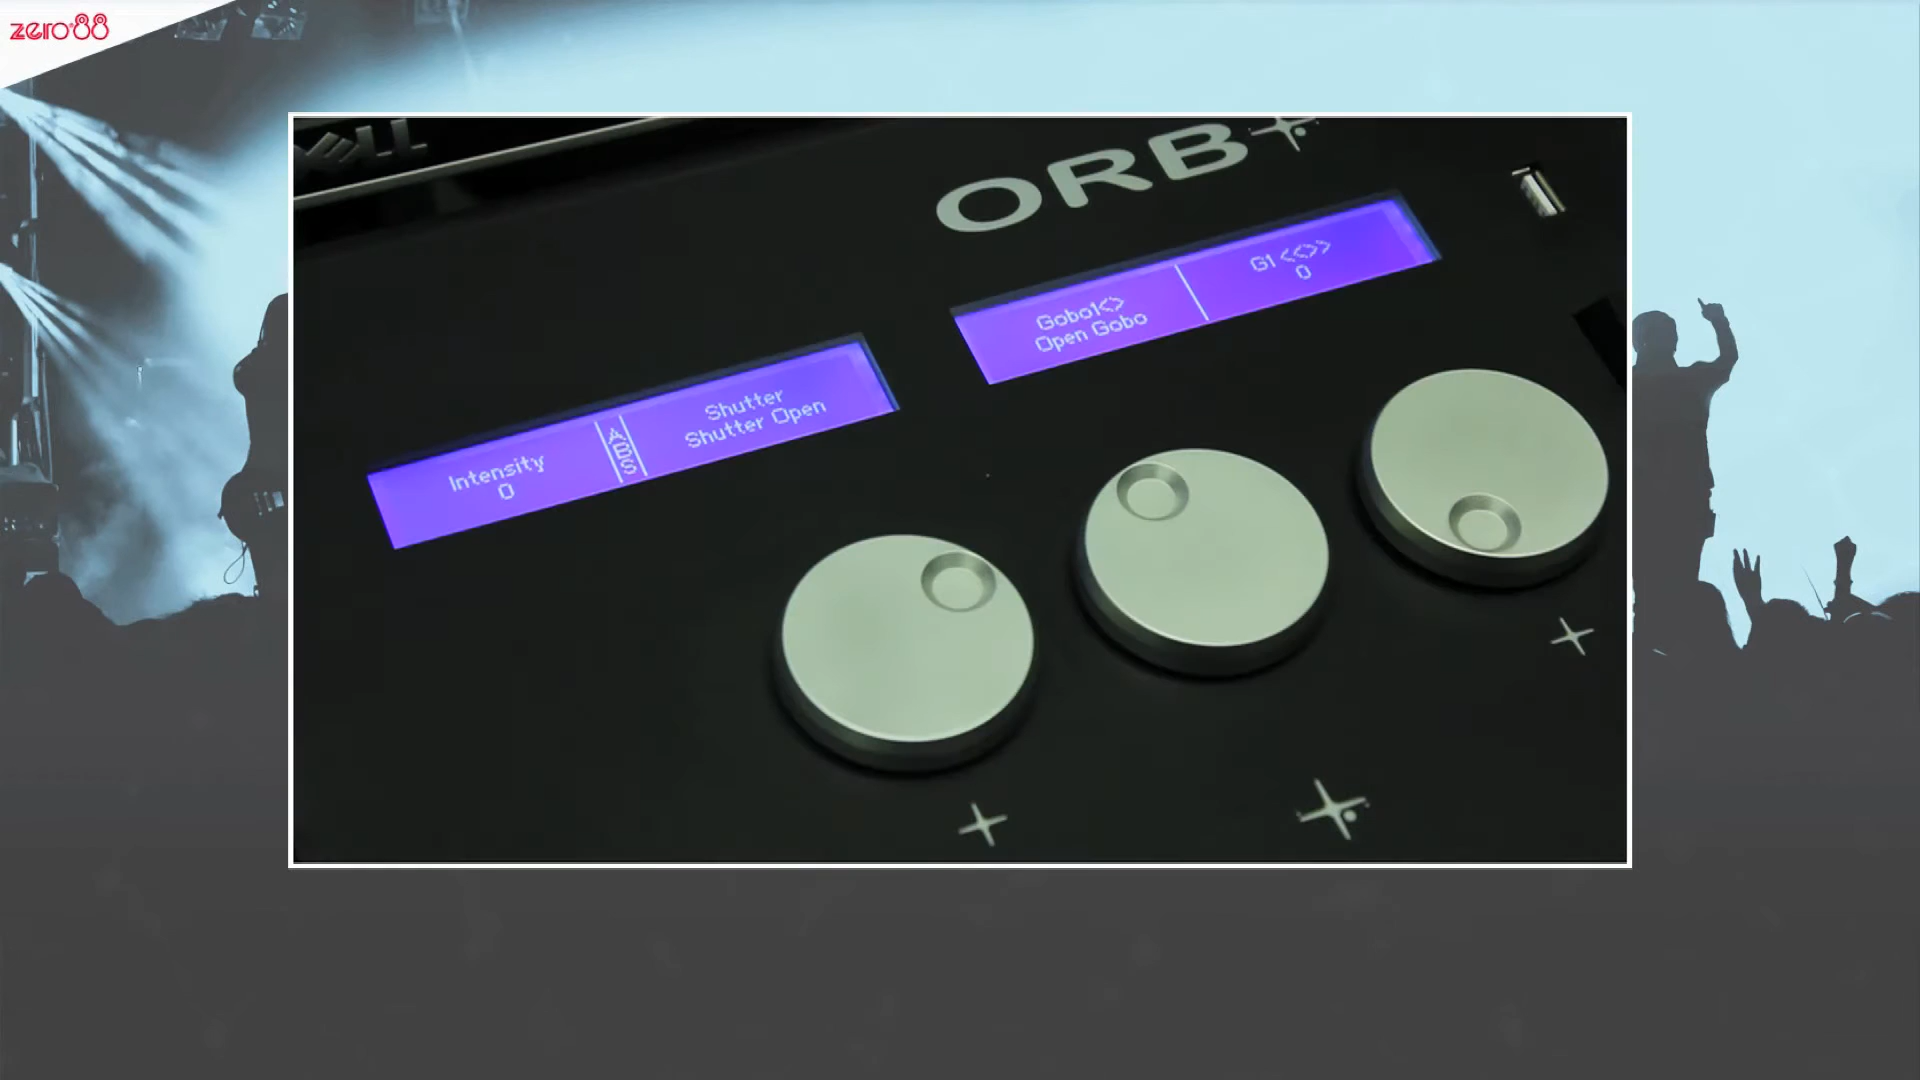 zero88
ORB
Gobo1<>
Open Gobo
G1 <O>
0
Shutter
Shutter Open
ABS
Intensity
0